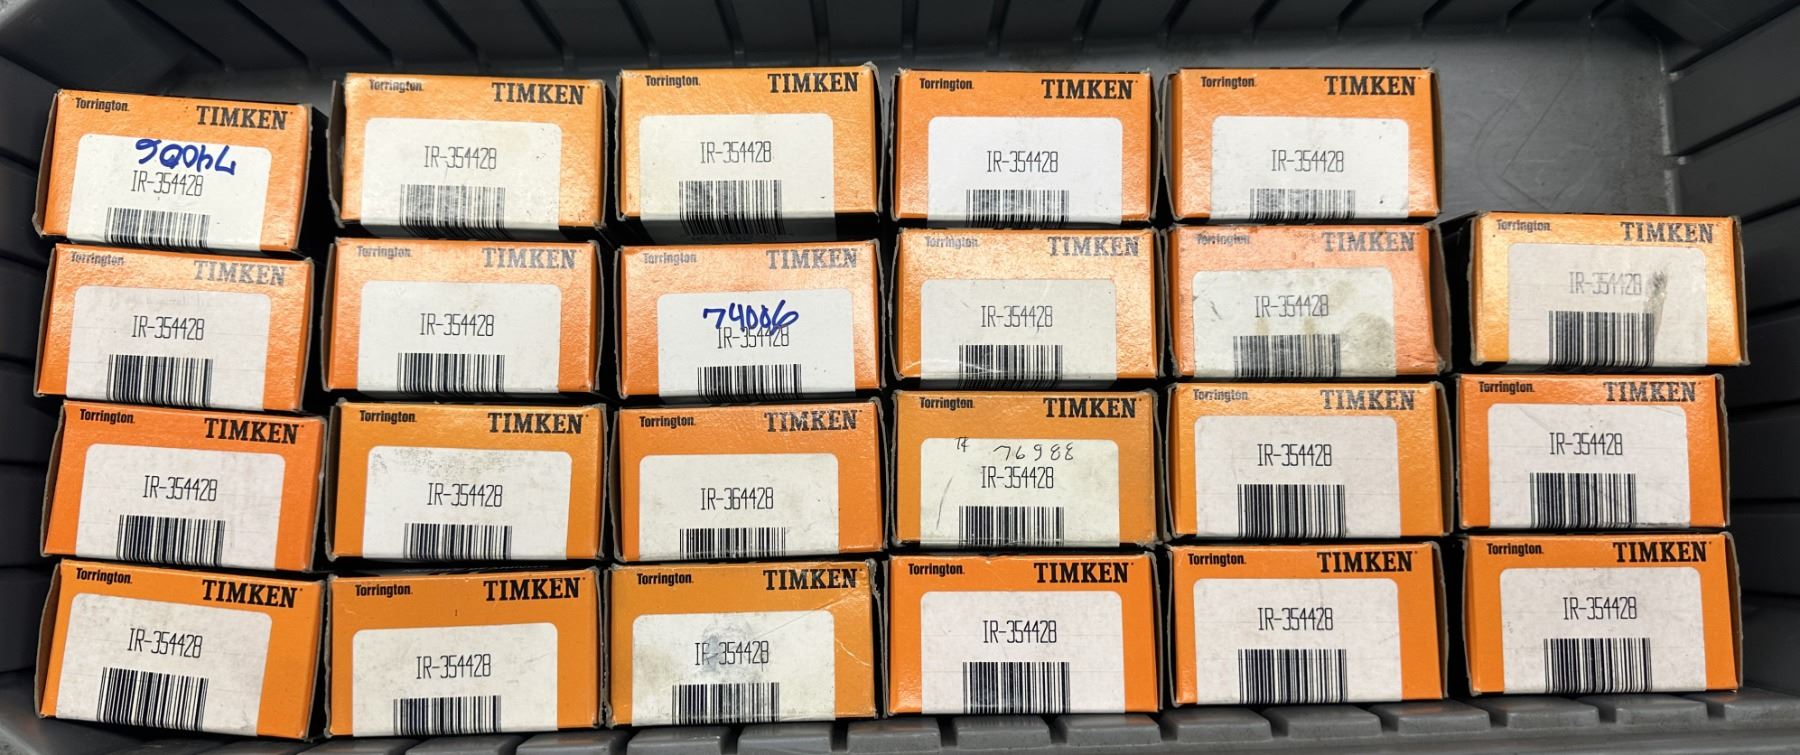 Torrington. TIMKEN
74006
IR-354428
Torrington. TIMKEN
IR-354428
Torrington. TIMKEN
IR-354428
Torrington. TIMKEN
IR-354428
Torrington. TIMKEN
IR-354428
Torrington. TIMKEN
IR-354428
Torrington. TIMKEN
IR-354428
Torrington. TIMKEN
74006
IR-354428
Torrington. TIMKEN
IR-354428
Torrington. TIMKEN
IR-354428
Torrington. TIMKEN
IR-354428
Torrington. TIMKEN
IR-354428
Torrington. TIMKEN
IR-354428
Torrington. TIMKEN
IR-364428
Torrington. TIMKEN
76988
IR-354428
Torrington. TIMKEN
IR-354428
Torrington. TIMKEN
IR-354428
Torrington. TIMKEN
IR-354428
Torrington. TIMKEN
IR-354428
Torrington. TIMKEN
IR-354428
Torrington. TIMKEN
IR-354428
Torrington. TIMKEN
IR-354428
Torrington. TIMKEN
IR-354428